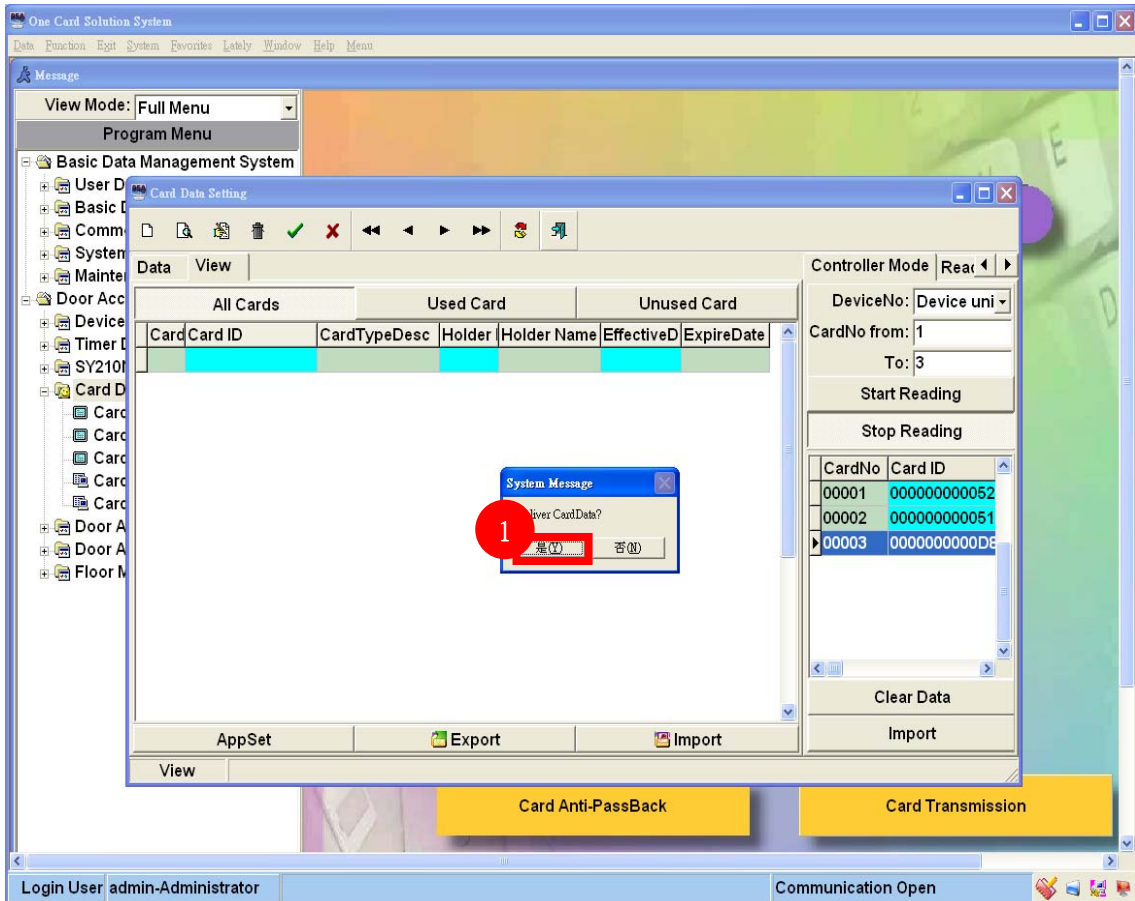 One Card Solution System
Data Function Exit System Favorites Lately Window Help Menu
Message
View Mode: Full Menu
Program Menu
Basic Data Management System
User D
Basic D
Comm
System
Mainte
Door Acc
Device
Timer D
SY210
Card D
Card
Card
Card
Card
Card
Door A
Door A
Floor M
Card Data Setting
Data View
All Cards Used Card Unused Card
Card Card ID CardTypeDesc Holder Holder Name EffectiveD ExpireDate
System Message
liver CardData?
1
是(Y) 否(N)
AppSet Export Import
View
Controller Mode Read
DeviceNo: Device uni
CardNo from: 1
To: 3
Start Reading
Stop Reading
CardNo Card ID
00001 000000000052
00002 000000000051
00003 0000000000D8
Clear Data
Import
Card Anti-PassBack Card Transmission
Login User admin-Administrator Communication Open